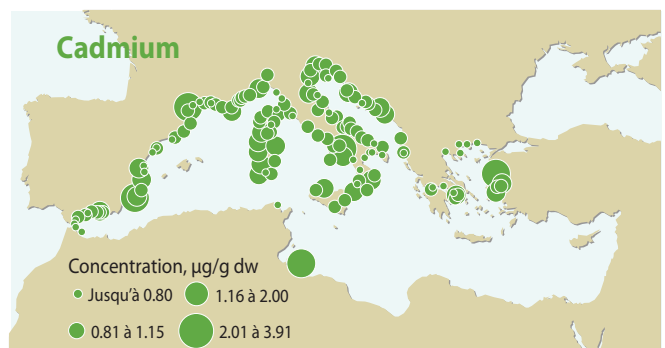 Cadmium
Concentration, µg/g dw
Jusqu'à 0.80
1.16 à 2.00
0.81 à 1.15
2.01 à 3.91